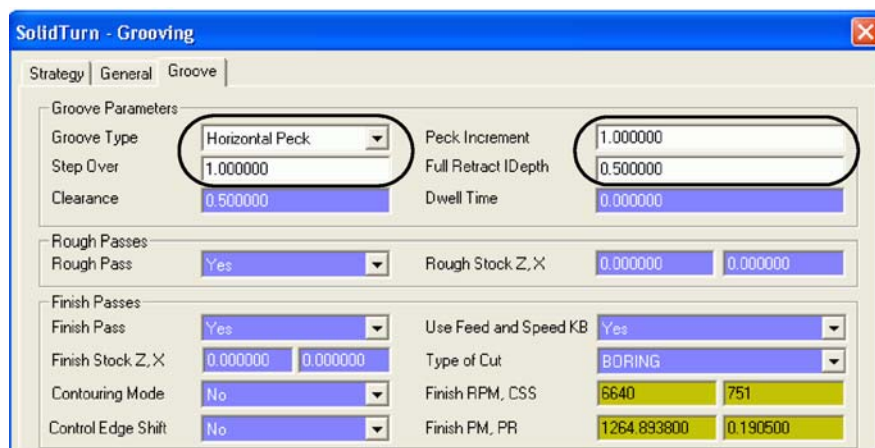 SolidTurn - Grooving
Strategy General Groove
Groove Parameters
Groove Type Horizontal Peck Peck Increment 1.000000
Step Over 1.000000 Full Retract IDepth 0.500000
Clearance 0.500000 Dwell Time 0.000000
Rough Passes
Rough Pass Yes Rough Stock Z, X 0.000000 0.000000
Finish Passes
Finish Pass Yes Use Feed and Speed KB Yes
Finish Stock Z, X 0.000000 0.000000 Type of Cut BORING
Contouring Mode No Finish RPM, CSS 6640 751
Control Edge Shift No Finish PM, PR 1264.893800 0.190500